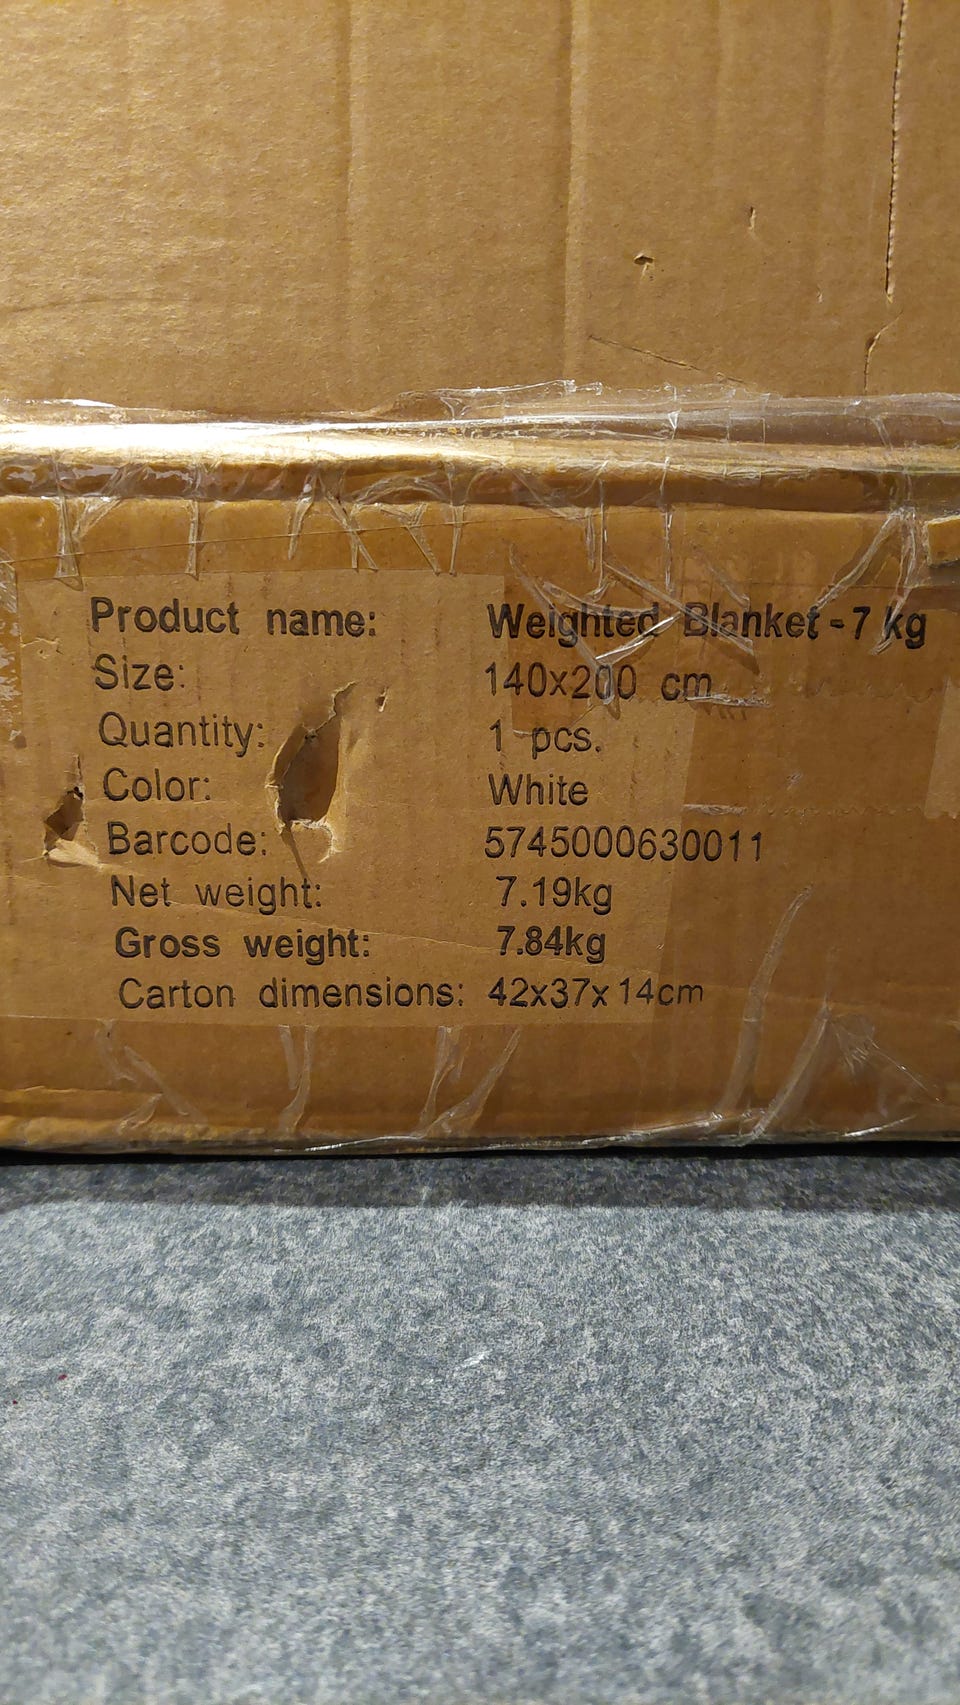 Product name: Weighted Blanket - 7 kg
Size: 140x200 cm
Quantity: 1 pcs.
Color: White
Barcode: 5745000630011
Net weight: 7.19kg
Gross weight: 7.84kg
Carton dimensions: 42x37x14cm